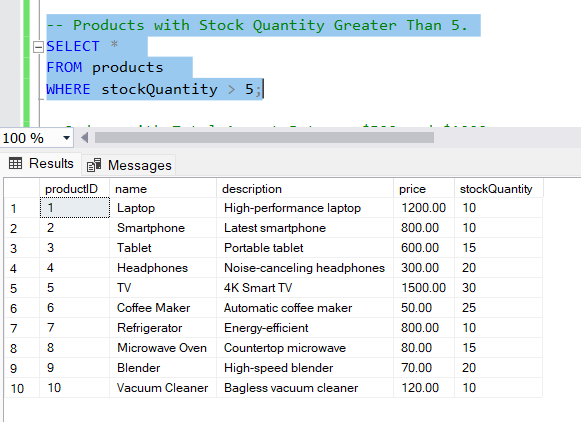 -- Products with Stock Quantity Greater Than 5.
SELECT *
FROM products
WHERE stockQuantity > 5;
100 %
Results Messages
productID name description price stockQuantity
1 1 Laptop High-performance laptop 1200.00 10
2 2 Smartphone Latest smartphone 800.00 10
3 3 Tablet Portable tablet 600.00 15
4 4 Headphones Noise-canceling headphones 300.00 20
5 5 TV 4K Smart TV 1500.00 30
6 6 Coffee Maker Automatic coffee maker 50.00 25
7 7 Refrigerator Energy-efficient 800.00 10
8 8 Microwave Oven Countertop microwave 80.00 15
9 9 Blender High-speed blender 70.00 20
10 10 Vacuum Cleaner Bagless vacuum cleaner 120.00 10